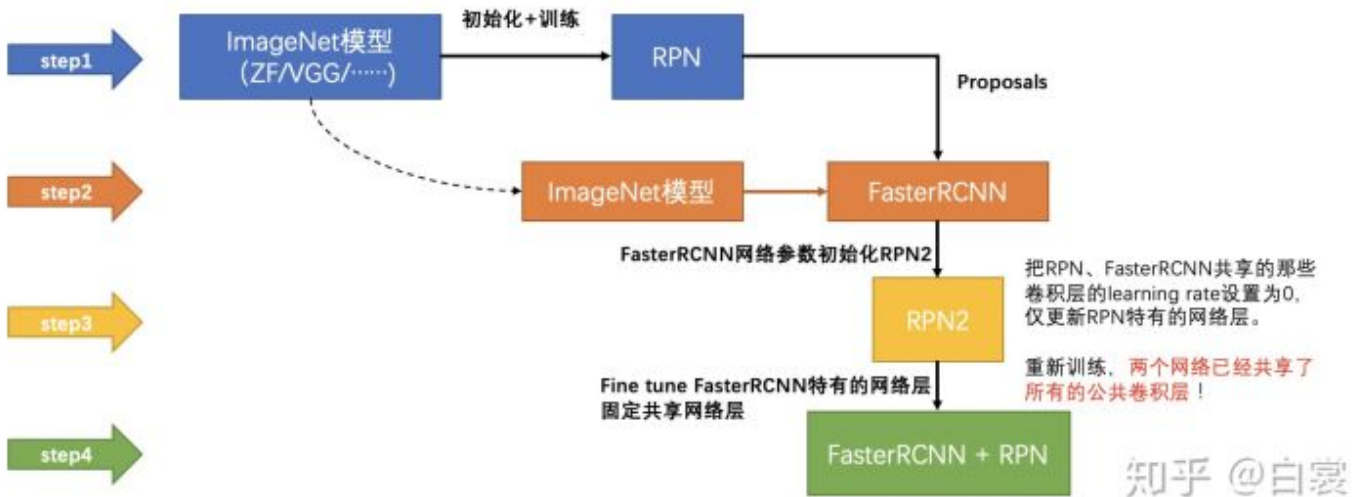 初始化+训练
step1
ImageNet模型
（ZF/VGG/……)
RPN
Proposals
step2
ImageNet模型
FasterRCNN
FasterRCNN网络参数初始化RPN2
把RPN、FasterRCNN共享的那些
卷积层的learning rate设置为0,
仅更新RPN特有的网络层。
step3
RPN2
重新训练，两个网络已经共享了
所有的公共卷积层！
Fine tune FasterRCNN特有的网络层
固定共享网络层
step4
FasterRCNN + RPN
知乎 @白裳